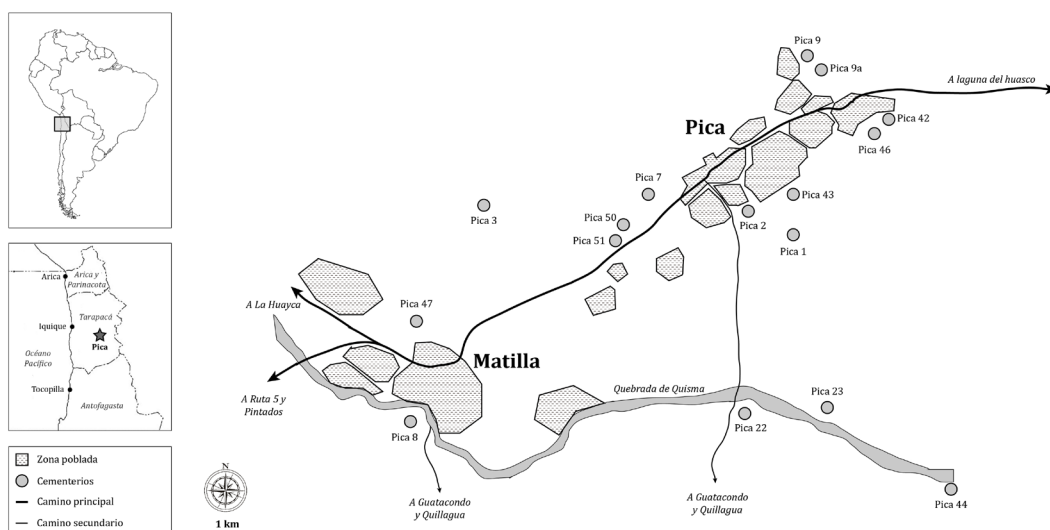 Arica
Arica y
Parinacota
Tarapacá
Iquique
Pica
Océano
Pacífico
Tocopilla
Antofagasta
Zona poblada
Cementerios
Camino principal
Camino secundario
N
1 km
Pica 9
Pica 9a
A laguna del huasco
Pica
Pica 42
Pica 46
Pica 7
Pica 43
Pica 3
Pica 50
Pica 2
Pica 51
Pica 1
A La Huayca
Pica 47
Matilla
A Ruta 5 y
Pintados
Quebrada de Quisma
Pica 23
Pica 8
Pica 22
Pica 44
A Guatacondo
y Quillagua
A Guatacondo
y Quillagua